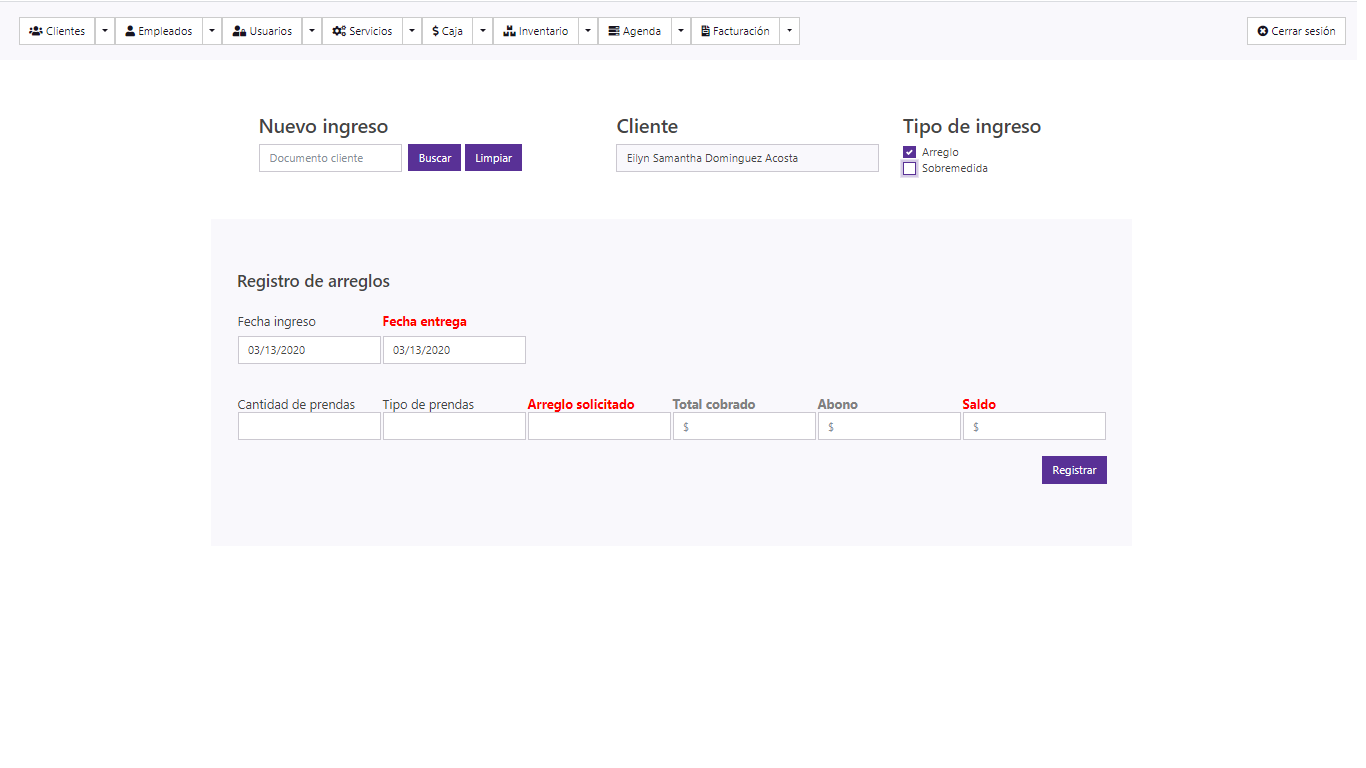 Clientes Empleados Usuarios Servicios $ Caja Inventario Agenda Facturación Cerrar sesión
Nuevo ingreso Cliente Tipo de ingreso
Documento cliente Buscar Limpiar Eilyn Samantha Dominguez Acosta Arreglo
Sobremedida
Registro de arreglos
Fecha ingreso Fecha entrega
03/13/2020 03/13/2020
Cantidad de prendas Tipo de prendas Arreglo solicitado Total cobrado Abono Saldo
$ $ $
Registrar